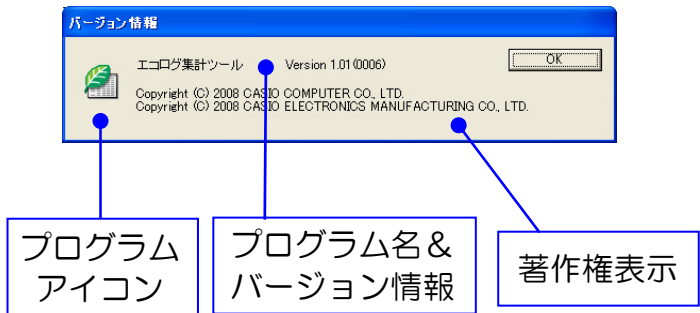 バージョン情報
エコログ集計ツール Version 1.01(0006)
OK
Copyright (C) 2008 CASIO COMPUTER CO., LTD.
Copyright (C) 2008 CASIO ELECTRONICS MANUFACTURING CO., LTD.
プログラム
アイコン
プログラム名＆
バージョン情報
著作権表示